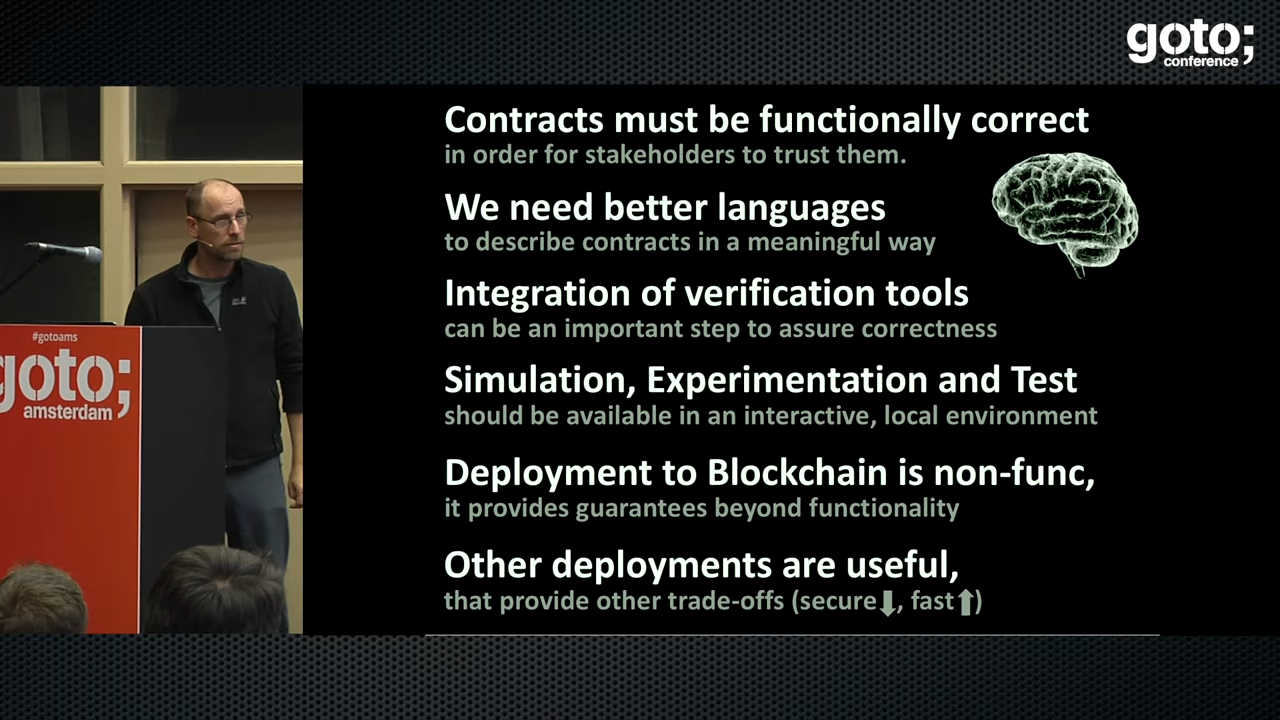 goto;
conference
Contracts must be functionally correct
in order for stakeholders to trust them.
We need better languages
to describe contracts in a meaningful way
Integration of verification tools
can be an important step to assure correctness
Simulation, Experimentation and Test
should be available in an interactive, local environment
Deployment to Blockchain is non-func,
it provides guarantees beyond functionality
Other deployments are useful,
that provide other trade-offs (secure⬇, fast⬆)
#gotoams
goto;
amsterdam